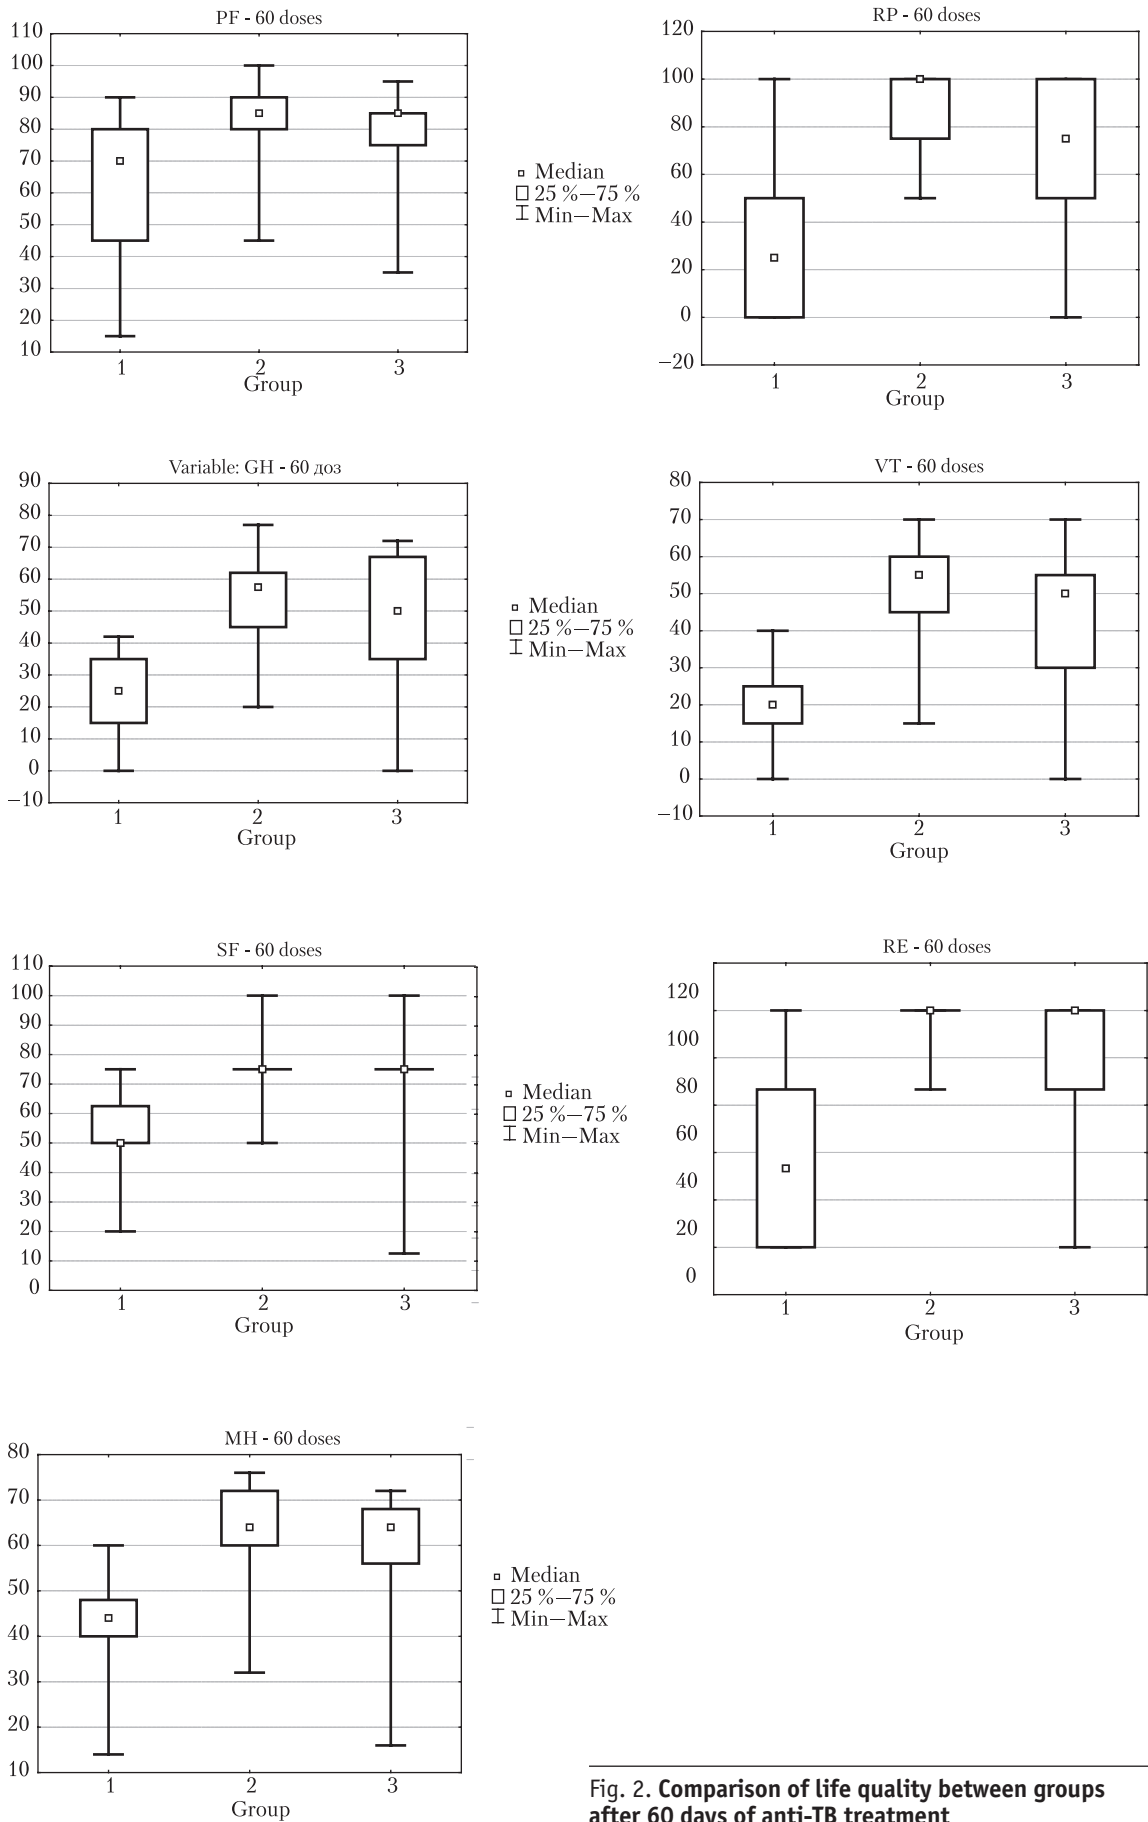 PF - 60 doses
110
100
90
80
70
60
50
40
30
20
10
1 2 3
Group
Median
25 %–75 %
Min–Max
RP - 60 doses
120
100
80
60
40
20
0
–20
1 2 3
Group
Variable: GH - 60 доз
90
80
70
60
50
40
30
20
10
0
–10
1 2 3
Group
Median
25 %–75 %
Min–Max
VT - 60 doses
80
70
60
50
40
30
20
10
0
–10
1 2 3
Group
SF - 60 doses
110
100
90
80
70
60
50
40
30
20
10
0
1 2 3
Group
Median
25 %–75 %
Min–Max
RE - 60 doses
120
100
80
60
40
20
0
1 2 3
Group
MH - 60 doses
80
70
60
50
40
30
20
10
1 2 3
Group
Median
25 %–75 %
Min–Max
Fig. 2. Comparison of life quality between groups
after 60 days of anti-TB treatment